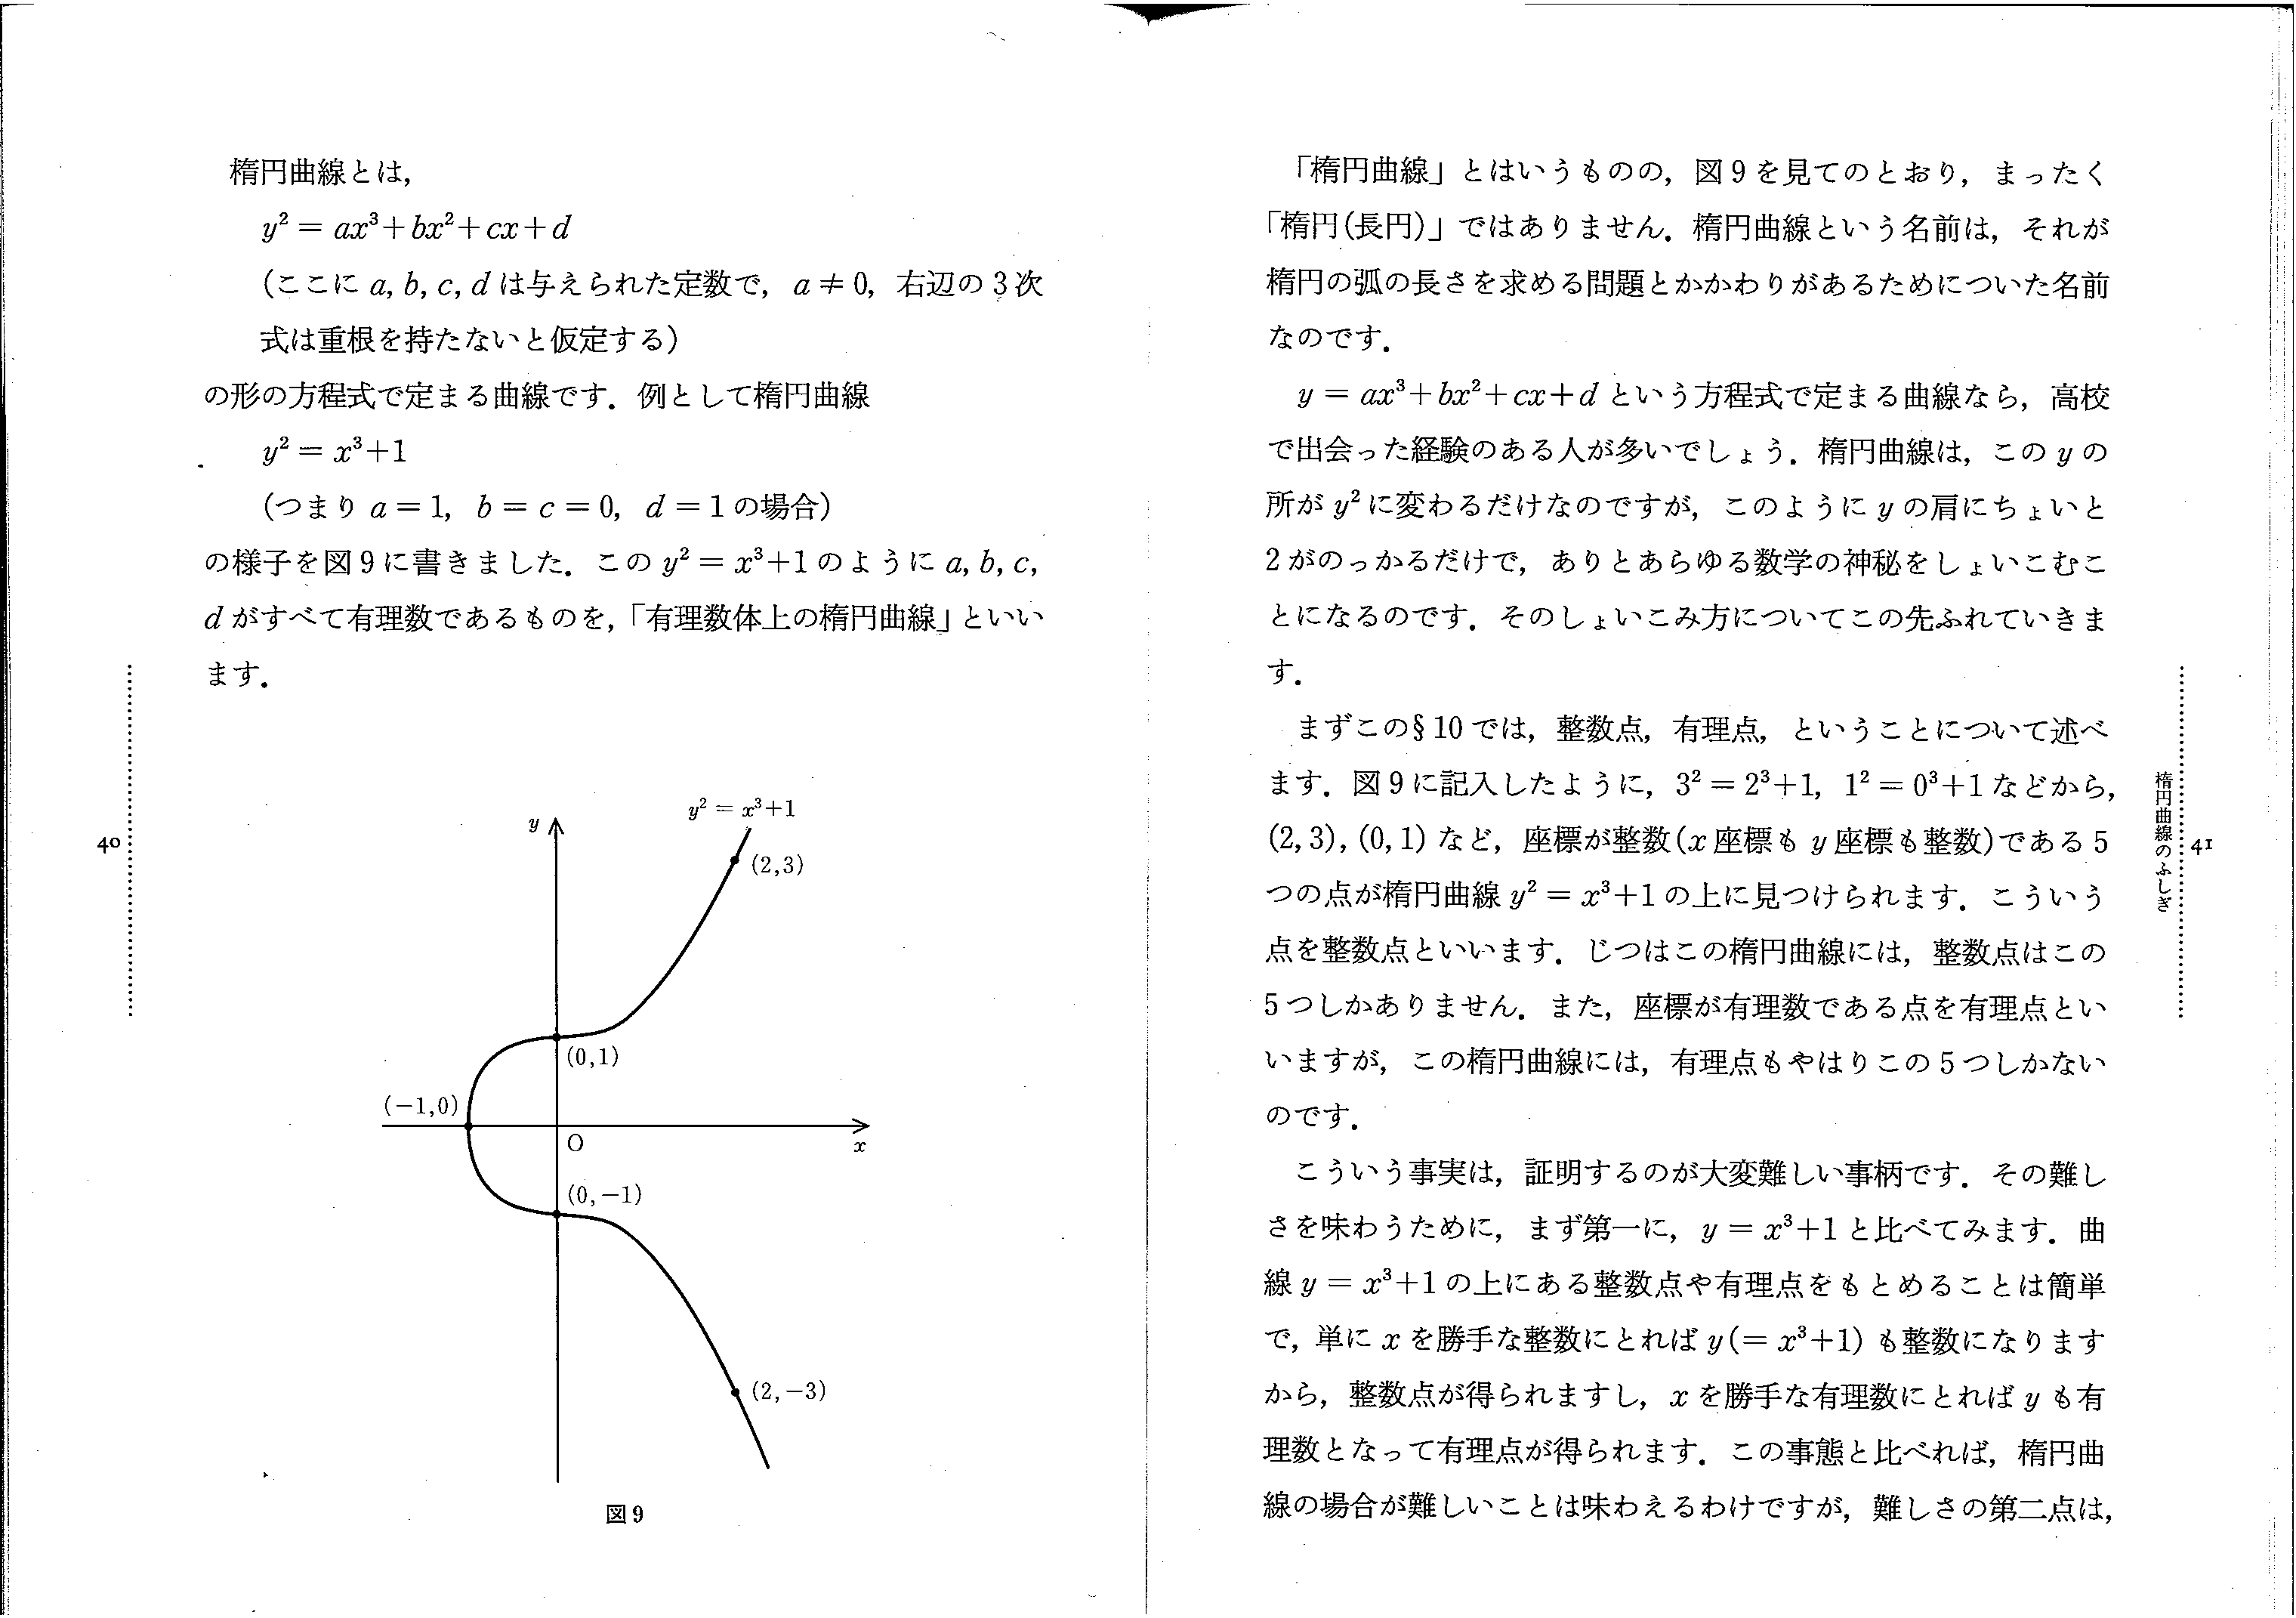 楕円曲線とは,
y² = ax³+bx²+cx+d
(ここに a, b, c, d は与えられた定数で, a ≠ 0, 右辺の 3 次
式は重根を持たないと仮定する)
の形の方程式で定まる曲線です. 例として楕円曲線
y² = x³+1
(つまり a = 1, b = c = 0, d = 1 の場合)
の様子を図 9 に書きました. この y² = x³+1 のように a, b, c,
d がすべて有理数であるものを,「有理数体上の楕円曲線」といい
ます.
y² = x³+1
y
(2,3)
(0,1)
(−1,0)
O
x
(0,−1)
(2,−3)
図 9
40
「楕円曲線」とはいうものの, 図 9 を見てのとおり, まったく
「楕円(長円)」ではありません. 楕円曲線という名前は, それが
楕円の弧の長さを求める問題とかかわりがあるためについた名前
なのです.
y = ax³+bx²+cx+d という方程式で定まる曲線なら, 高校
で出会った経験のある人が多いでしょう. 楕円曲線は, この y の
所が y² に変わるだけなのですが, このように y の肩にちょいと
2 がのっかるだけで, ありとあらゆる数学の神秘をしょいこむこ
とになるのです. そのしょいこみ方についてこの先ふれていきま
す.
まずこの§10 では, 整数点, 有理点, ということについて述べ
ます. 図 9 に記入したように, 3² = 2³+1, 1² = 0³+1 などから,
(2, 3), (0, 1) など, 座標が整数(x 座標も y 座標も整数)である 5
つの点が楕円曲線 y² = x³+1 の上に見つけられます. こういう
点を整数点といいます. じつはこの楕円曲線には, 整数点はこの
5 つしかありません. また, 座標が有理数である点を有理点とい
いますが, この楕円曲線には, 有理点もやはりこの 5 つしかない
のです.
こういう事実は, 証明するのが大変難しい事柄です. その難し
さを味わうために, まず第一に, y = x³+1 と比べてみます. 曲
線 y = x³+1 の上にある整数点や有理点をもとめることは簡単
で, 単に x を勝手な整数にとれば y(= x³+1) も整数になります
から, 整数点が得られますし, x を勝手な有理数にとれば y も有
理数となって有理点が得られます. この事態と比べれば, 楕円曲
線の場合が難しいことは味わえるわけですが, 難しさの第二点は,
楕円曲線のふしぎ
41